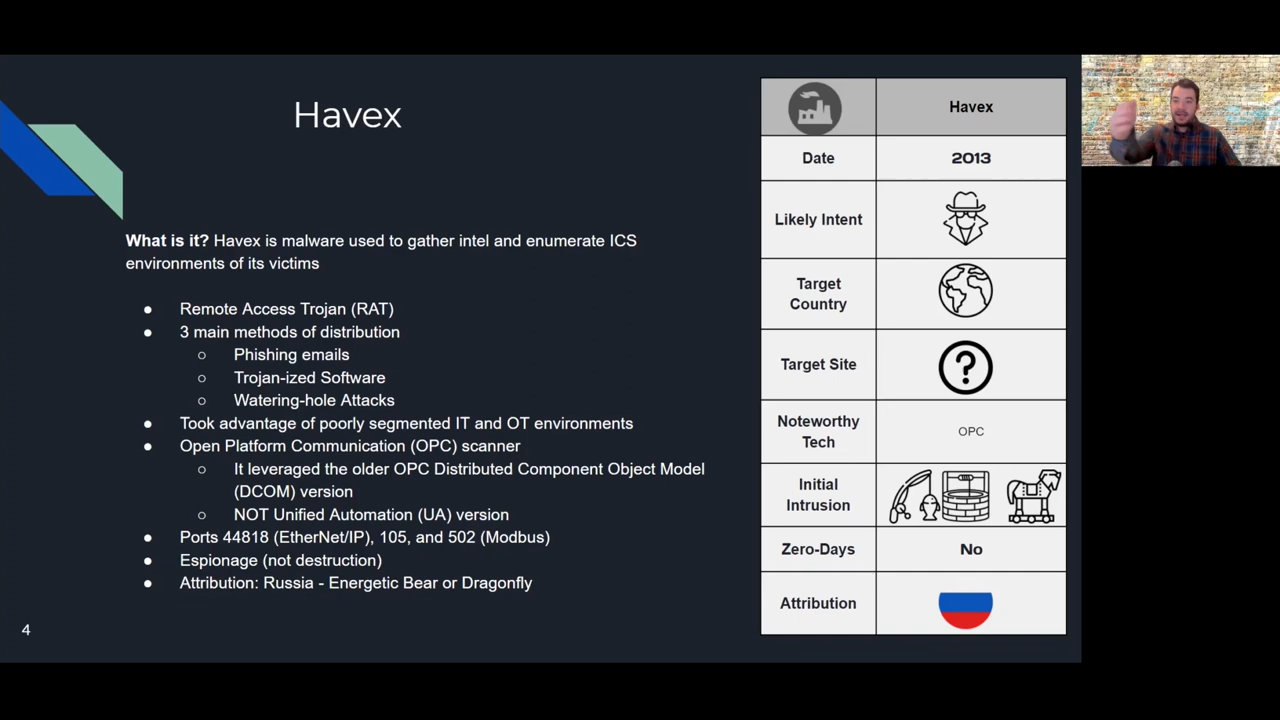 Havex
What is it? Havex is malware used to gather intel and enumerate ICS
environments of its victims
● Remote Access Trojan (RAT)
● 3 main methods of distribution
○ Phishing emails
○ Trojan-ized Software
○ Watering-hole Attacks
● Took advantage of poorly segmented IT and OT environments
● Open Platform Communication (OPC) scanner
○ It leveraged the older OPC Distributed Component Object Model
(DCOM) version
○ NOT Unified Automation (UA) version
● Ports 44818 (EtherNet/IP), 105, and 502 (Modbus)
● Espionage (not destruction)
● Attribution: Russia - Energetic Bear or Dragonfly
4
Havex
Date 2013
Likely Intent
Target
Country
Target Site ?
Noteworthy
Tech
OPC
Initial
Intrusion
Zero-Days No
Attribution